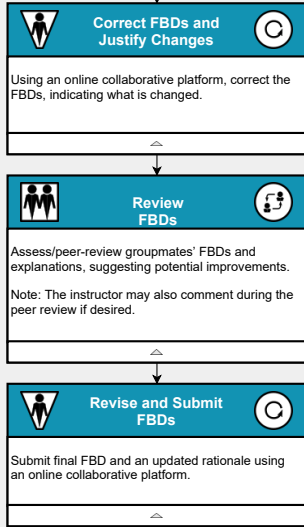 Correct FBDs and
Justify Changes
Using an online collaborative platform, correct the
FBDs, indicating what is changed.
Review
FBDs
Assess/peer-review groupmates' FBDs and
explanations, suggesting potential improvements.
Note: The instructor may also comment during the
peer review if desired.
Revise and Submit
FBDs
Submit final FBD and an updated rationale using
an online collaborative platform.